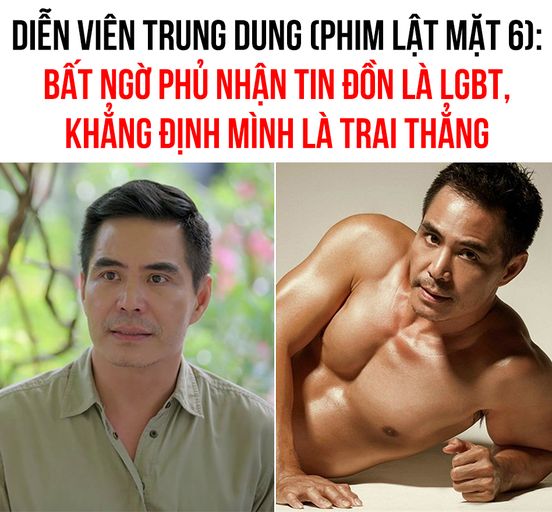 DIỄN VIÊN TRUNG DUNG (PHIM LẬT MẶT 6):
BẤT NGỜ PHỦ NHẬN TIN ĐỒN LÀ LGBT,
KHẲNG ĐỊNH MÌNH LÀ TRAI THẲNG